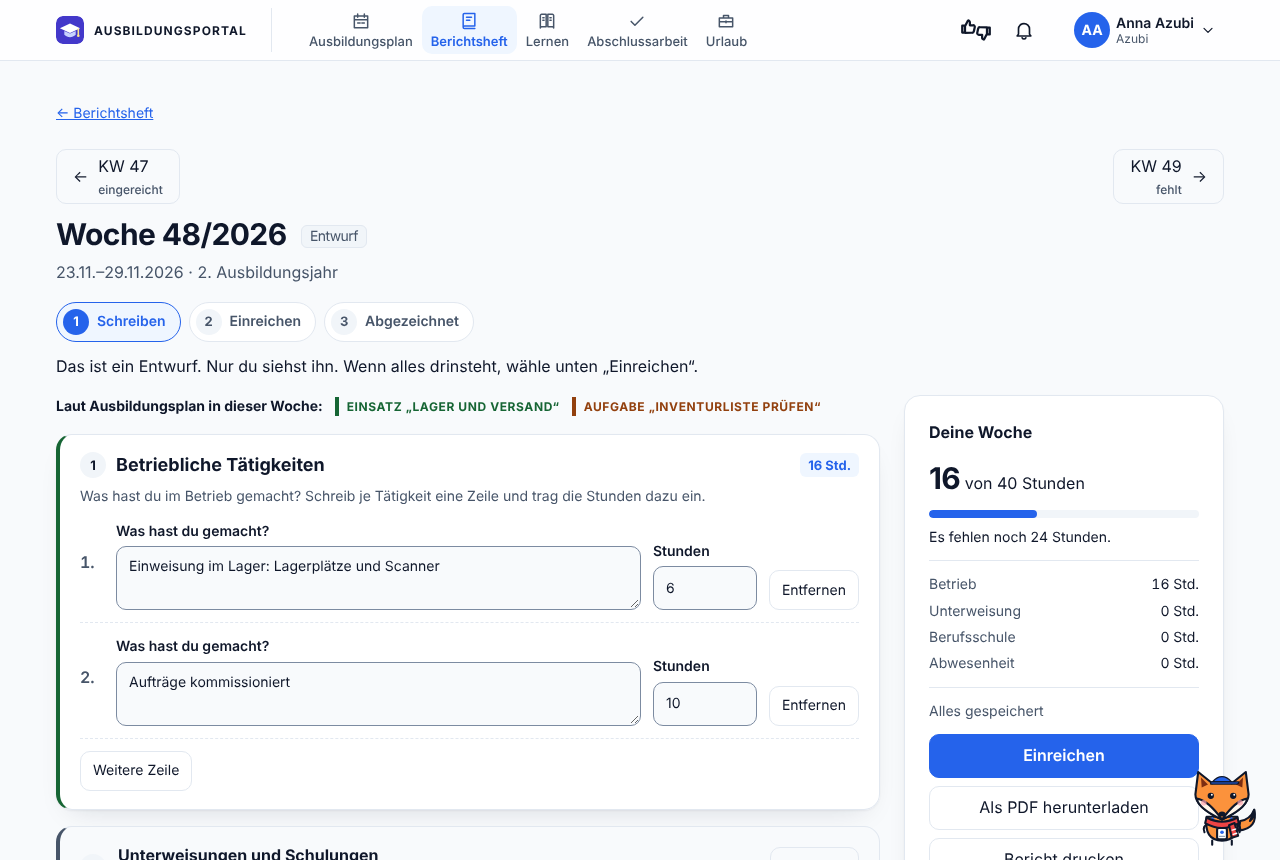 AUSBILDUNGSPORTAL
Ausbildungsplan
Berichtsheft
Lernen
Abschlussarbeit
Urlaub
AA
Anna Azubi
Azubi
← Berichtsheft
← KW 47
eingereicht
KW 49 →
fehlt
Woche 48/2026 Entwurf
23.11.–29.11.2026 · 2. Ausbildungsjahr
1 Schreiben
2 Einreichen
3 Abgezeichnet
Das ist ein Entwurf. Nur du siehst ihn. Wenn alles drinsteht, wähle unten „Einreichen“.
Laut Ausbildungsplan in dieser Woche: EINSATZ „LAGER UND VERSAND“ AUFGABE „INVENTURLISTE PRÜFEN“
1 Betriebliche Tätigkeiten 16 Std.
Was hast du im Betrieb gemacht? Schreib je Tätigkeit eine Zeile und trag die Stunden dazu ein.
Was hast du gemacht?
Stunden
1. Einweisung im Lager: Lagerplätze und Scanner
6
Entfernen
Was hast du gemacht?
Stunden
2. Aufträge kommissioniert
10
Entfernen
Weitere Zeile
Unterweisungen und Schulungen
Deine Woche
16 von 40 Stunden
Es fehlen noch 24 Stunden.
Betrieb 16 Std.
Unterweisung 0 Std.
Berufsschule 0 Std.
Abwesenheit 0 Std.
Alles gespeichert
Einreichen
Als PDF herunterladen
Bericht drucken